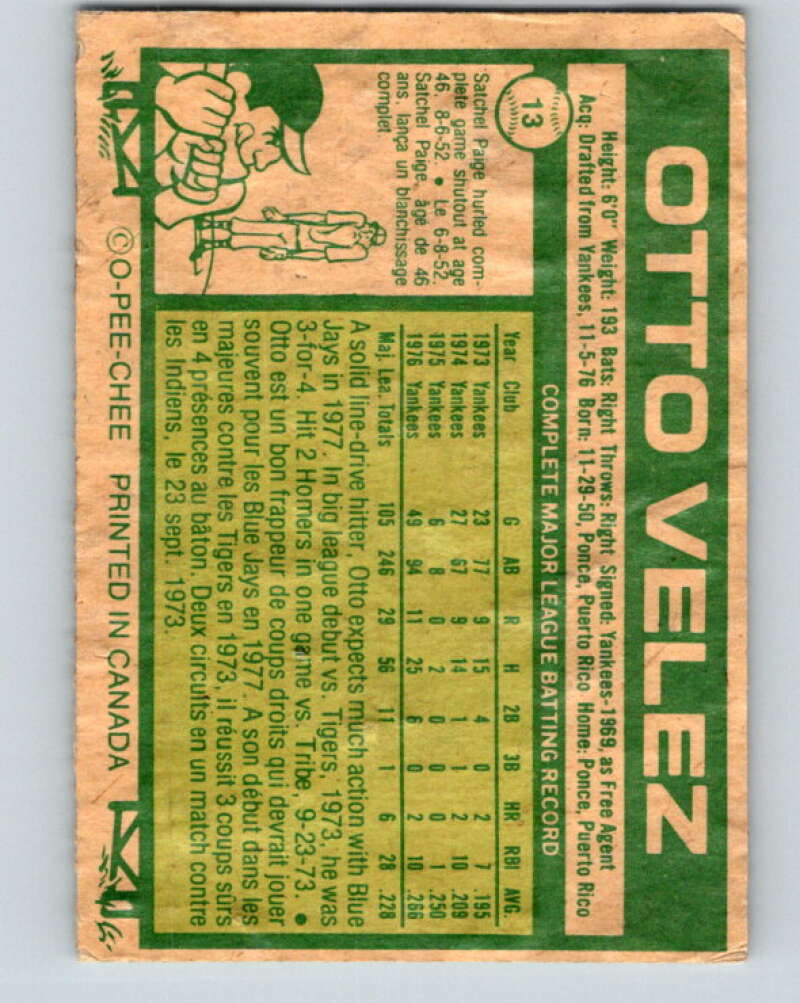 OTTO VELEZ
Height: 6'0" Weight: 193 Bats: Right Throws: Right Signed: Yankees-1969, as Free Agent
Acq: Drafted from Yankees, 11-5-76 Born: 11-29-50, Ponce, Puerto Rico Home: Ponce, Puerto Rico
13
COMPLETE MAJOR LEAGUE BATTING RECORD
Satchel Paige hurled com-
plete game shutout at age
46. 8-6-52. • Le 6-8-52.
Satchel Paige, âgé de 46
ans, lança un blanchissage
complet
Year Club G AB R H 2B 3B HR RBI AVG.
1973 Yankees 23 77 9 15 4 0 2 7 .195
1974 Yankees 27 67 9 14 1 1 2 10 .209
1975 Yankees 6 8 0 2 0 0 0 1 .250
1976 Yankees 49 94 11 25 6 0 2 10 .266
Maj. Lea. Totals 105 246 29 56 11 1 6 28 .228
A solid line-drive hitter, Otto expects much action with Blue
Jays in 1977. In big league debut vs. Tigers, 1973, he was
3-for-4. Hit 2 Homers in one game vs. Tribe, 9-23-73. •
Otto est un bon frappeur de coups droits qui devrait jouer
souvent pour les Blue Jays en 1977. A son début dans les
majeures contre les Tigers en 1973, il réussit 3 coups sûrs
en 4 présences au bâton. Deux circuits en un match contre
les Indiens, le 23 sept. 1973.
©O-PEE-CHEE PRINTED IN CANADA